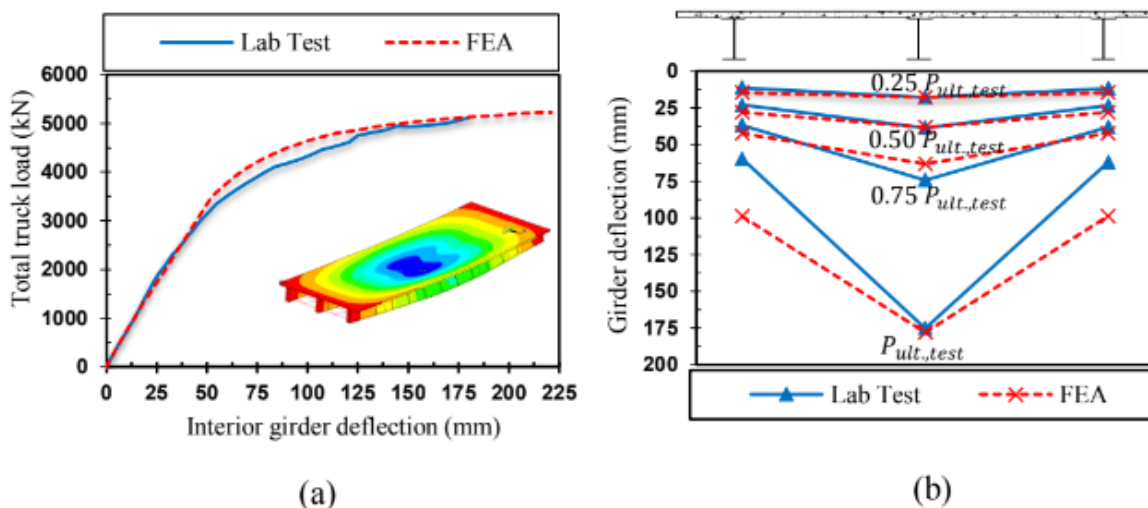 Lab Test FEA
6000
5000
4000
3000
2000
1000
0
0 25 50 75 100 125 150 175 200 225
Total truck load (kN)
Interior girder deflection (mm)
(a)
0
25
50
75
100
125
150
175
200
Girder deflection (mm)
0.25 P_ult.,test
0.50 P_ult.,test
0.75 P_ult.,test
P_ult.,test
Lab Test FEA
(b)